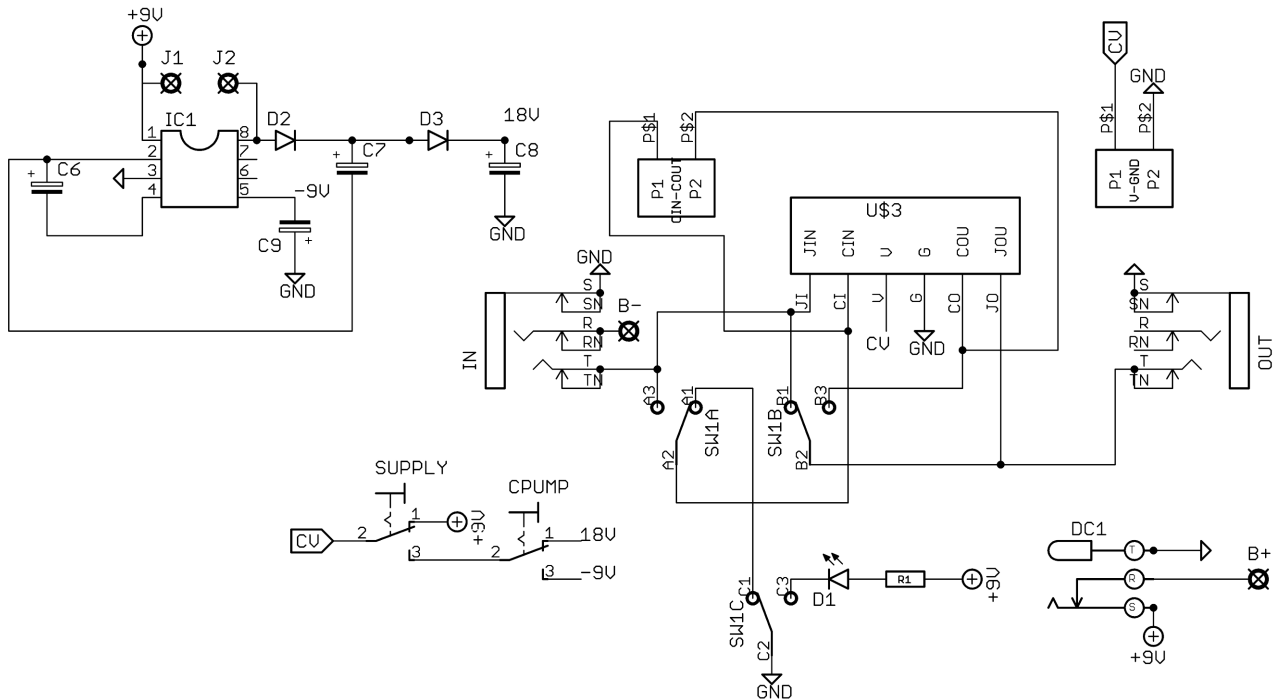 +9V
J1
J2
IC1
1
2
3
4
8
7
6
5
D2
D3
18V
C6
C7
C8
-9V
C9
GND
GND
+
+
+
+
CV
GND
P$1
P$2
P1
P2
V-GND
P$1
P$2
P1
P2
CIN-COUT
U$3
JIN
CIN
V
G
COU
JOU
JI
CI
V
G
CO
JO
CV
GND
GND
S
SN
R
RN
T
TN
IN
B-
S
SN
R
RN
T
TN
OUT
A3
A1
A2
SW1A
B1
B3
B2
SW1B
SUPPLY
CPUMP
CV
2
1
3
+9V
2
1
3
18V
-9V
C1
C3
C2
SW1C
GND
D1
R1
+9V
DC1
T
R
S
B+
+9V